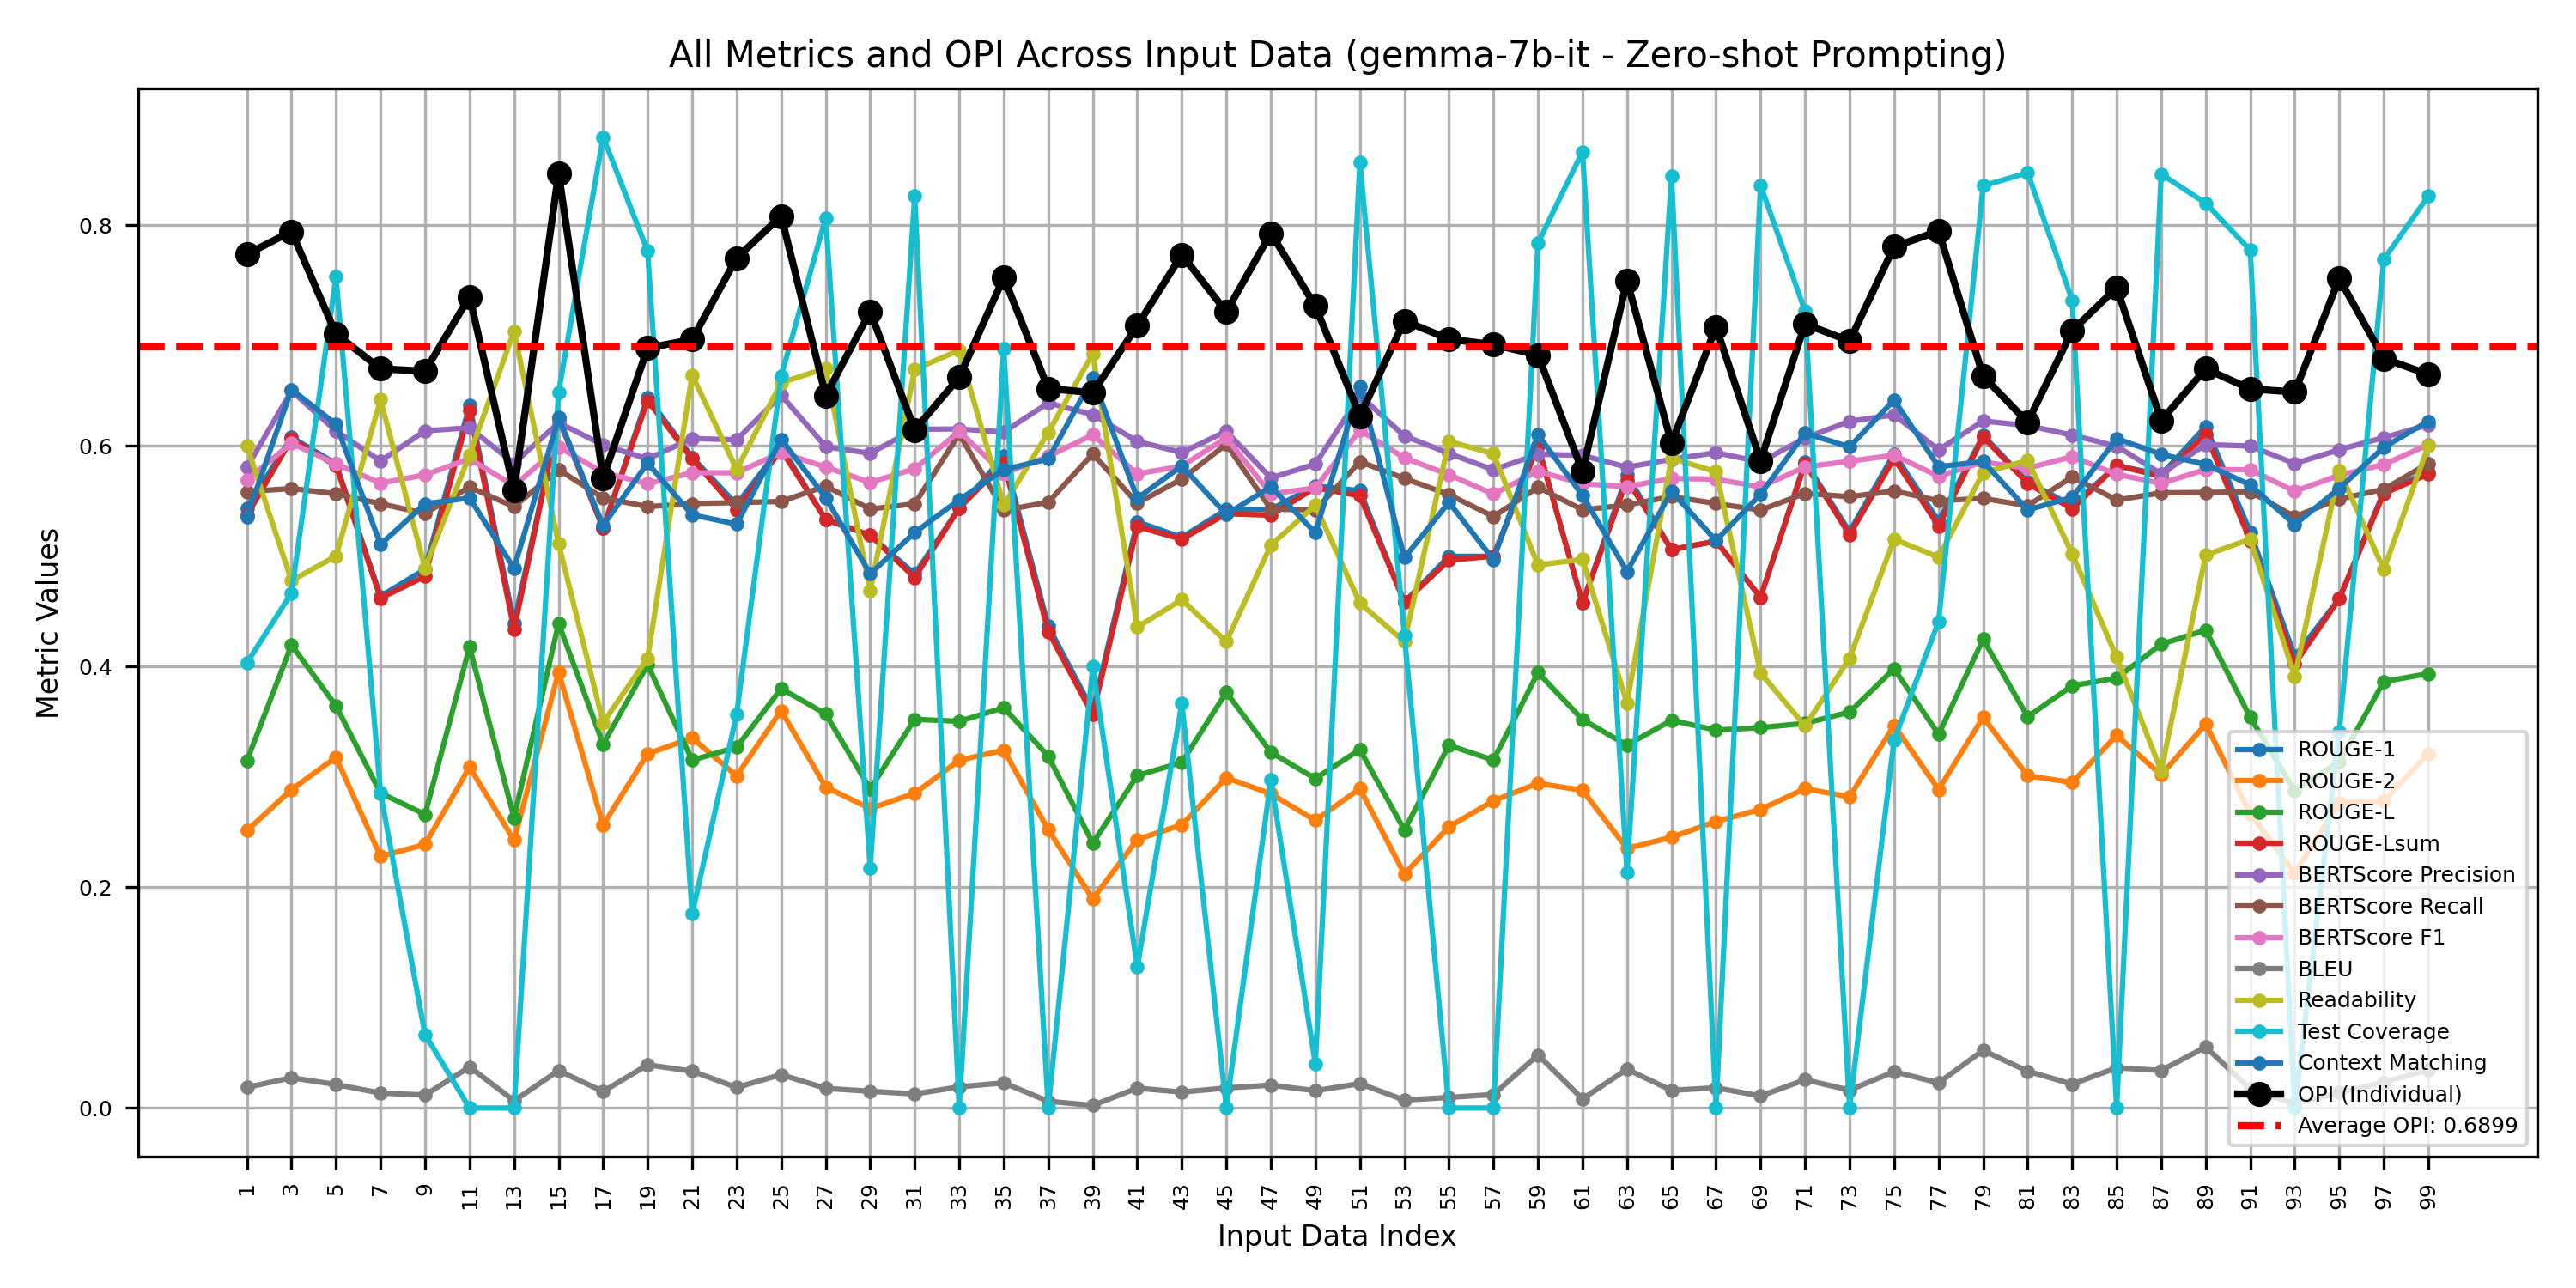 All Metrics and OPI Across Input Data (gemma-7b-it - Zero-shot Prompting)
Metric Values
0.8
0.6
0.4
0.2
0.0
ROUGE-1
ROUGE-2
ROUGE-L
ROUGE-Lsum
BERTScore Precision
BERTScore Recall
BERTScore F1
BLEU
Readability
Test Coverage
Context Matching
OPI (Individual)
Average OPI: 0.6899
1 3 5 7 9 11 13 15 17 19 21 23 25 27 29 31 33 35 37 39 41 43 45 47 49 51 53 55 57 59 61 63 65 67 69 71 73 75 77 79 81 83 85 87 89 91 93 95 97 99
Input Data Index